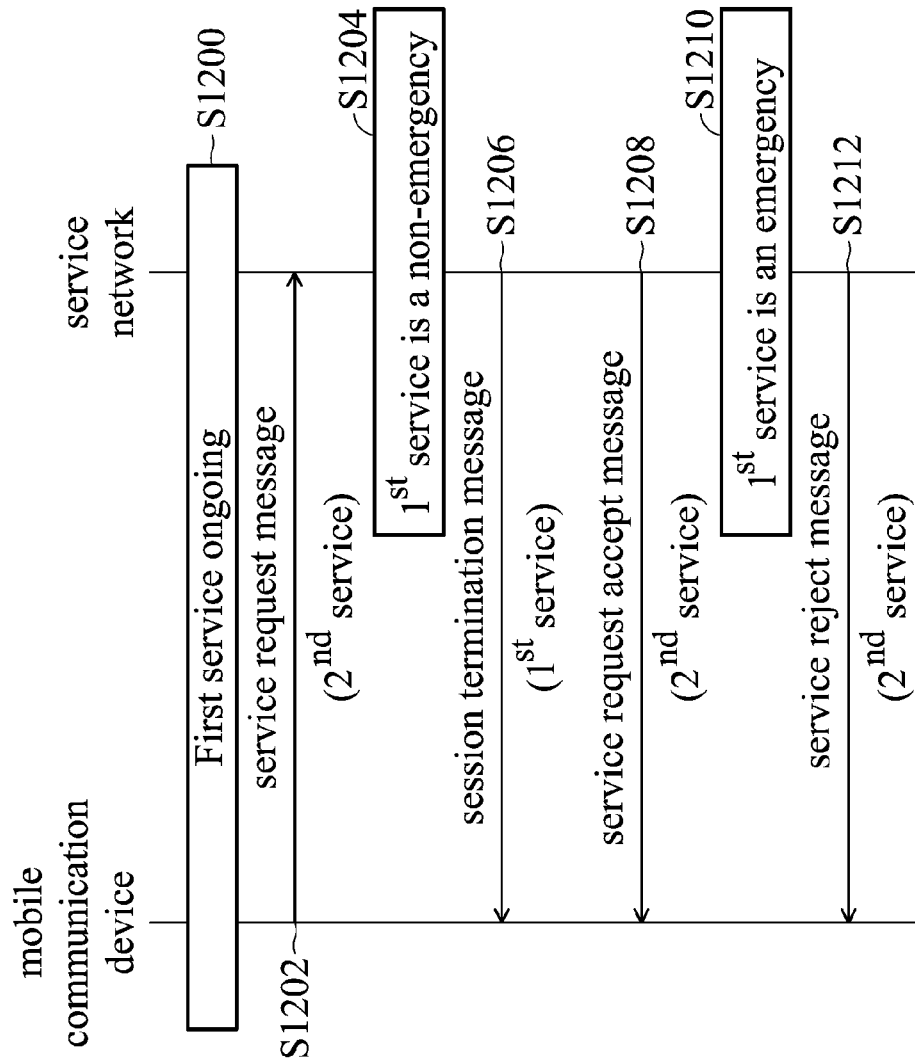 mobile
communication
device
service
network
First service ongoing
S1200
service request message
(2nd service)
S1202
S1204
1st service is a non-emergency
session termination message
(1st service)
S1206
service request accept message
(2nd service)
S1208
S1210
1st service is an emergency
service reject message
(2nd service)
S1212